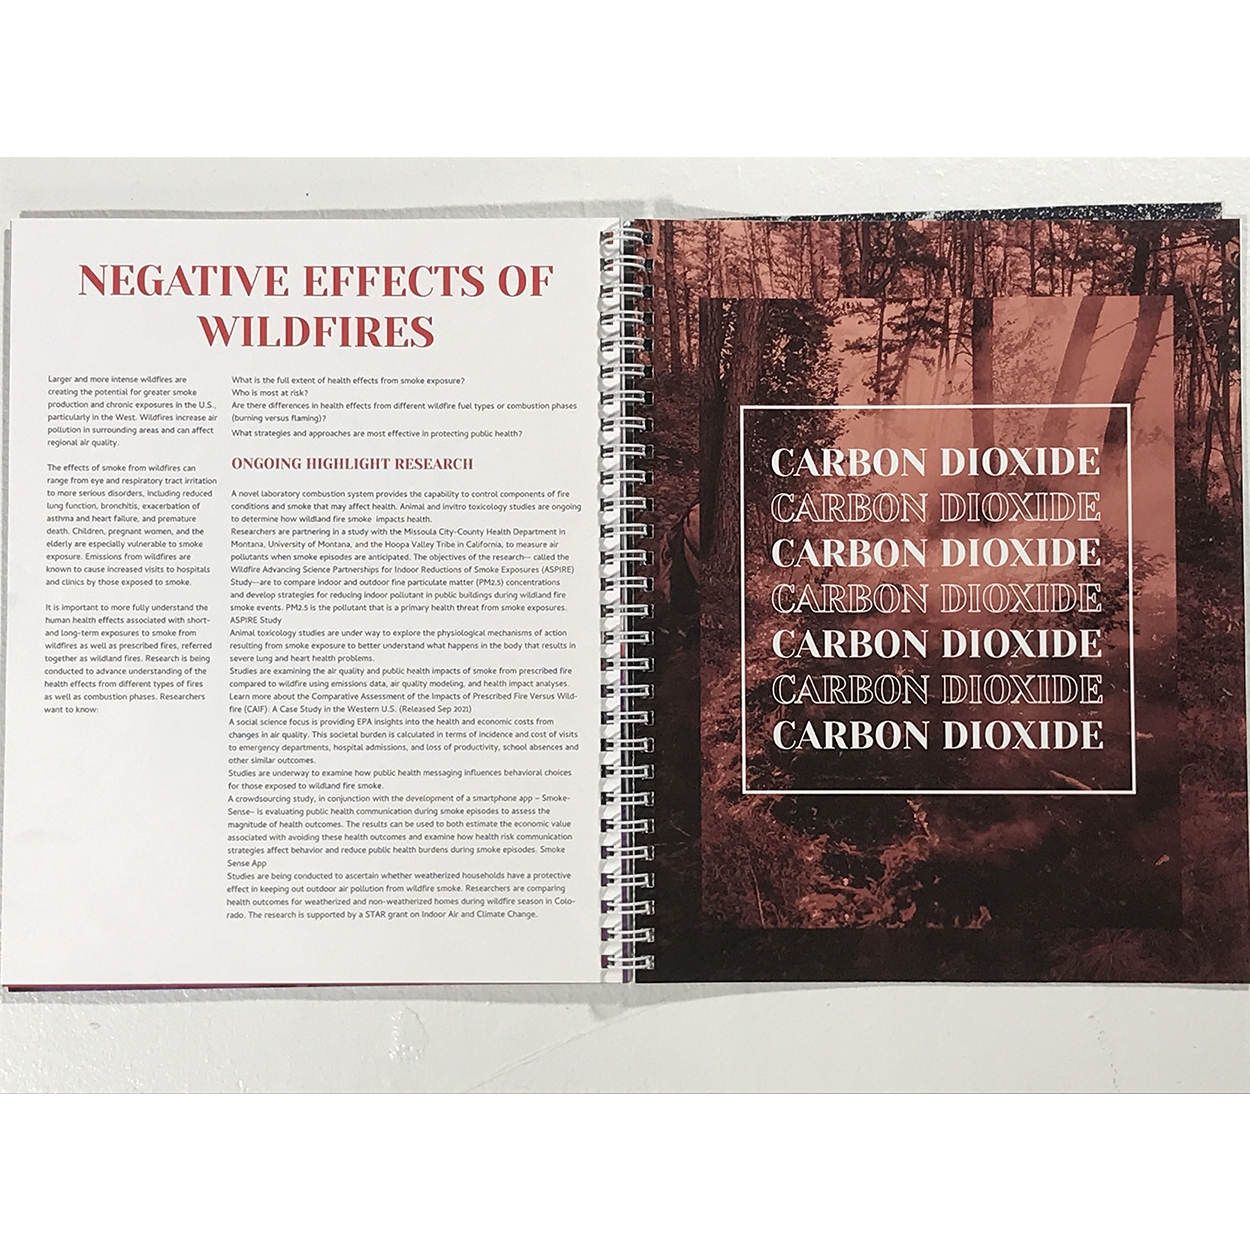 NEGATIVE EFFECTS OF
WILDFIRES
Larger and more intense wildfires are
creating the potential for greater smoke
production and chronic exposures in the U.S.,
particularly in the West. Wildfires increase air
pollution in surrounding areas and can affect
regional air quality.
The effects of smoke from wildfires can
range from eye and respiratory tract irritation
to more serious disorders, including reduced
lung function, bronchitis, exacerbation of
asthma and heart failure, and premature
death. Children, pregnant women, and the
elderly are especially vulnerable to smoke
exposure. Emissions from wildfires are
known to cause increased visits to hospitals
and clinics by those exposed to smoke.
It is important to more fully understand the
human health effects associated with short-
and long-term exposures to smoke from
wildfires as well as prescribed fires, referred
together as wildland fires. Research is being
conducted to advance understanding of the
health effects from different types of fires
as well as combustion phases. Researchers
want to know:
What is the full extent of health effects from smoke exposure?
Who is most at risk?
Are there differences in health effects from different wildfire fuel types or combustion phases
(burning versus flaming)?
What strategies and approaches are most effective in protecting public health?
ONGOING HIGHLIGHT RESEARCH
A novel laboratory combustion system provides the capability to control components of fire
conditions and smoke that may affect health. Animal and invitro toxicology studies are ongoing
to determine how wildland fire smoke impacts health.
Researchers are partnering in a study with the Missoula City-County Health Department in
Montana, University of Montana, and the Hoopa Valley Tribe in California, to measure air
pollutants when smoke episodes are anticipated. The objectives of the research-- called the
Wildfire Advancing Science Partnerships for Indoor Reductions of Smoke Exposures (ASPIRE)
Study--are to compare indoor and outdoor fine particulate matter (PM2.5) concentrations
and develop strategies for reducing indoor pollutant in public buildings during wildland fire
smoke events. PM2.5 is the pollutant that is a primary health threat from smoke exposures.
ASPIRE Study
Animal toxicology studies are under way to explore the physiological mechanisms of action
resulting from smoke exposure to better understand what happens in the body that results in
severe lung and heart health problems.
Studies are examining the air quality and public health impacts of smoke from prescribed fire
compared to wildfire using emissions data, air quality modeling, and health impact analyses.
Learn more about the Comparative Assessment of the Impacts of Prescribed Fire Versus Wild-
fire (CAIF): A Case Study in the Western U.S. (Released Sep 2021)
A social science focus is providing EPA insights into the health and economic costs from
changes in air quality. This societal burden is calculated in terms of incidence and cost of visits
to emergency departments, hospital admissions, and loss of productivity, school absences and
other similar outcomes.
Studies are underway to examine how public health messaging influences behavioral choices
for those exposed to wildland fire smoke.
A crowdsourcing study, in conjunction with the development of a smartphone app – Smoke-
Sense– is evaluating public health communication during smoke episodes to assess the
magnitude of health outcomes. The results can be used to both estimate the economic value
associated with avoiding these health outcomes and examine how health risk communication
strategies affect behavior and reduce public health burdens during smoke episodes. Smoke
Sense App
Studies are being conducted to ascertain whether weatherized households have a protective
effect in keeping out outdoor air pollution from wildfire smoke. Researchers are comparing
health outcomes for weatherized and non-weatherized homes during wildfire season in Colo-
rado. The research is supported by a STAR grant on Indoor Air and Climate Change.
CARBON DIOXIDE
CARBON DIOXIDE
CARBON DIOXIDE
CARBON DIOXIDE
CARBON DIOXIDE
CARBON DIOXIDE
CARBON DIOXIDE